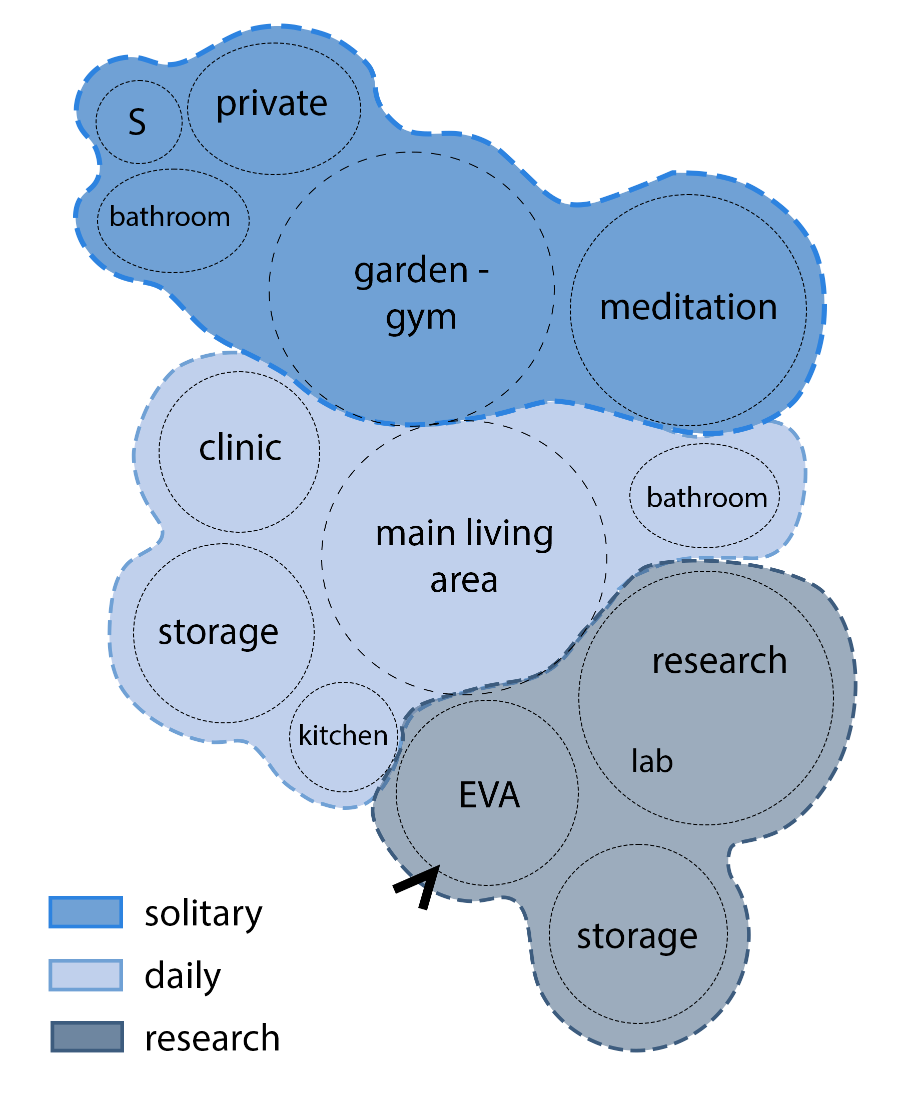 private
S
bathroom
garden -
gym
meditation
clinic
bathroom
main living
area
storage
research
kitchen
lab
EVA
storage
solitary
daily
research